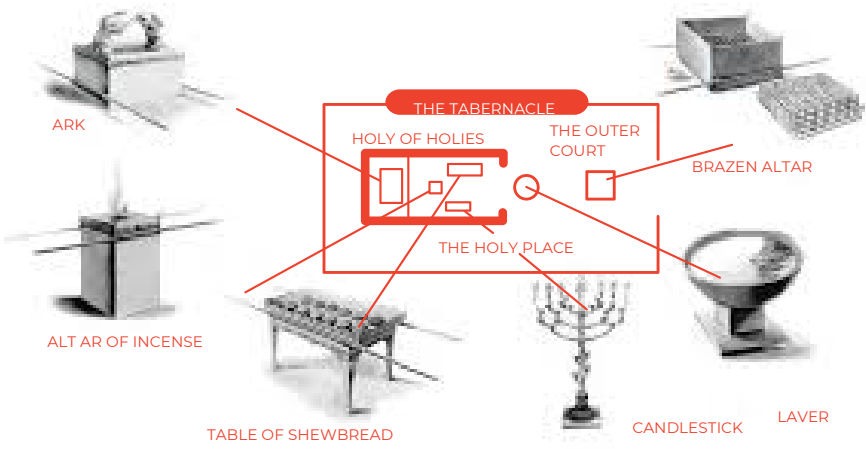 THE TABERNACLE
ARK
HOLY OF HOLIES
THE OUTER
COURT
BRAZEN ALTAR
THE HOLY PLACE
ALT AR OF INCENSE
TABLE OF SHEWBREAD
CANDLESTICK
LAVER